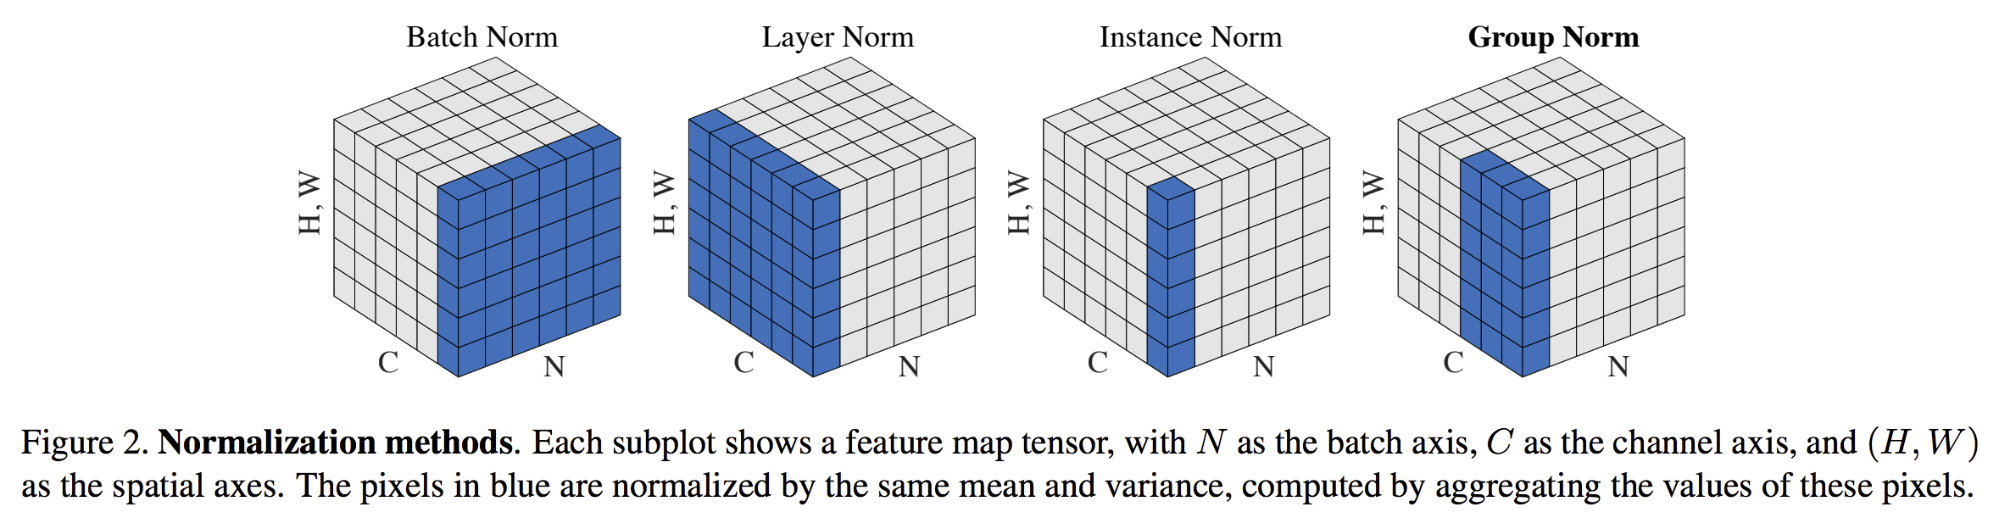 Batch Norm
Layer Norm
Instance Norm
Group Norm
H, W
C
N
H, W
C
N
H, W
C
N
H, W
C
N
Figure 2. Normalization methods. Each subplot shows a feature map tensor, with N as the batch axis, C as the channel axis, and (H, W)
as the spatial axes. The pixels in blue are normalized by the same mean and variance, computed by aggregating the values of these pixels.